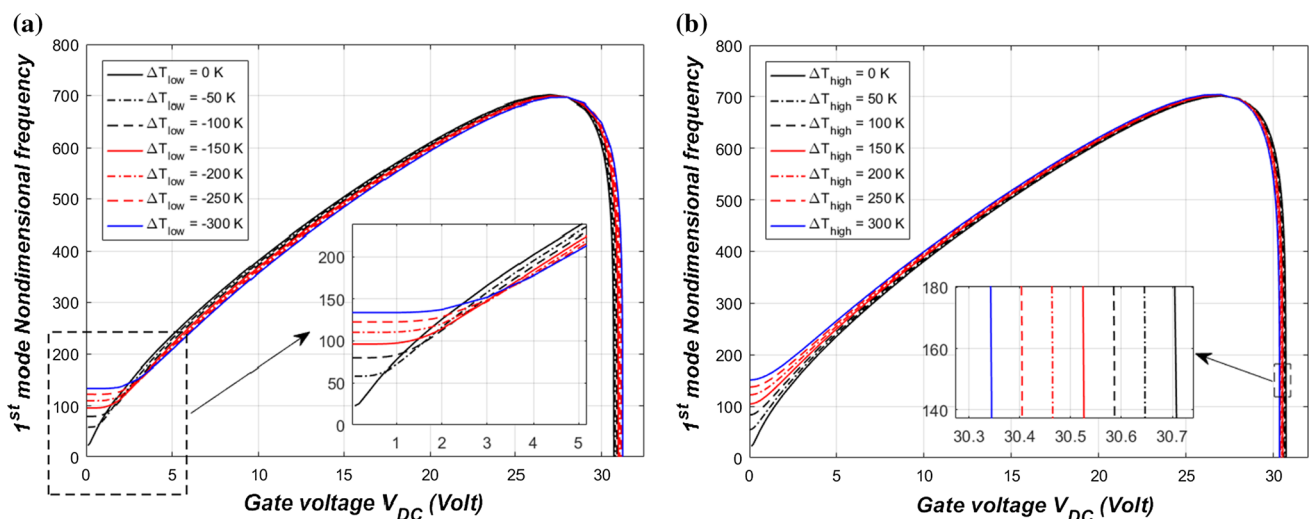 (a)
1st mode Nondimensional frequency
800
700
600
500
400
300
200
100
0
ΔTlow = 0 K
ΔTlow = -50 K
ΔTlow = -100 K
ΔTlow = -150 K
ΔTlow = -200 K
ΔTlow = -250 K
ΔTlow = -300 K
200
150
100
50
0
1 2 3 4 5
0 5 10 15 20 25 30
Gate voltage VDC (Volt)
(b)
1st mode Nondimensional frequency
800
700
600
500
400
300
200
100
0
ΔThigh = 0 K
ΔThigh = 50 K
ΔThigh = 100 K
ΔThigh = 150 K
ΔThigh = 200 K
ΔThigh = 250 K
ΔThigh = 300 K
180
160
140
30.3 30.4 30.5 30.6 30.7
0 5 10 15 20 25 30
Gate voltage VDC (Volt)